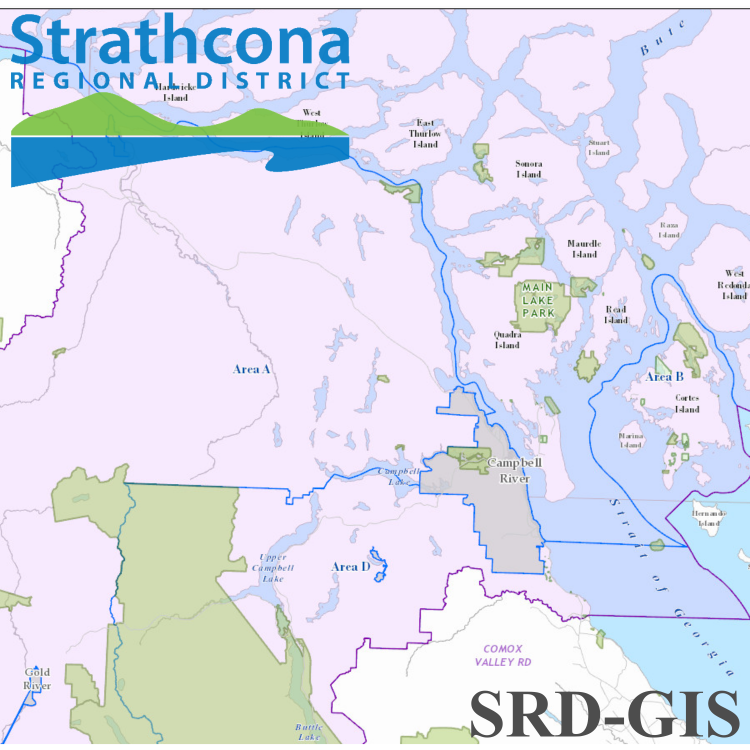 Strathcona
REGIONAL DISTRICT
Bute
Hardwicke
Island
West
Thurlow
Island
East
Thurlow
Island
Stuart
Island
Sonora
Island
Raza
Island
Maurelle
Island
West
Redonda
Island
MAIN
LAKE
PARK
Read
Island
Quadra
Island
Area A
Area B
Cortes
Island
Marina
Island
Campbell
River
Campbell
Lake
Hernando
Island
Strait of Georgia
Upper
Campbell
Lake
Area D
COMOX
VALLEY RD
Gold
River
Buttle
Lake
SRD-GIS